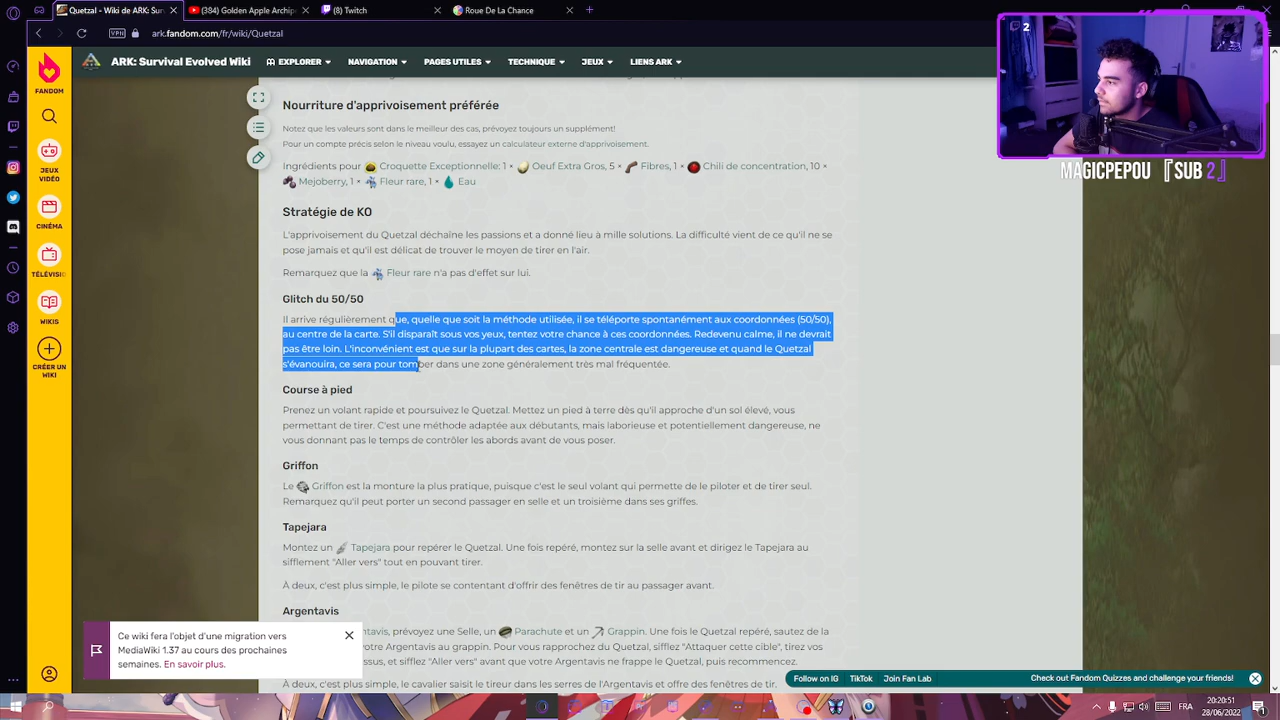 Quetzal - Wiki de ARK: Survi
(384) Golden Apple Archip
(8) Twitch
Roue De La Chance
VPN
ark.fandom.com/fr/wiki/Quetzal
2
FANDOM
ARK: Survival Evolved Wiki
EXPLORER
NAVIGATION
PAGES UTILES
TECHNIQUE
JEUX
LIENS ARK
JEUX
VIDÉO
CINÉMA
TÉLÉVISIO
WIKIS
CRÉER UN
WIKI
MAGICPEPOU 『SUB 2』
Nourriture d'apprivoisement préférée
Notez que les valeurs sont dans le meilleur des cas, prévoyez toujours un supplément!
Pour un compte précis selon le niveau voulu, essayez un calculateur externe d'apprivoisement.
Ingrédients pour Croquette Exceptionnelle: 1 × Oeuf Extra Gros, 5 × Fibres, 1 × Chili de concentration, 10 ×
Mejoberry, 1 × Fleur rare, 1 × Eau
Stratégie de KO
L'apprivoisement du Quetzal déchaîne les passions et a donné lieu à mille solutions. La difficulté vient de ce qu'il ne se
pose jamais et qu'il est délicat de trouver le moyen de tirer en l'air.
Remarquez que la Fleur rare n'a pas d'effet sur lui.
Glitch du 50/50
Il arrive régulièrement que, quelle que soit la méthode utilisée, il se téléporte spontanément aux coordonnées (50/50),
au centre de la carte. S'il disparaît sous vos yeux, tentez votre chance à ces coordonnées. Redevenu calme, il ne devrait
pas être loin. L'inconvénient est que sur la plupart des cartes, la zone centrale est dangereuse et quand le Quetzal
s'évanouira, ce sera pour tomber dans une zone généralement très mal fréquentée.
Course à pied
Prenez un volant rapide et poursuivez le Quetzal. Mettez un pied à terre dès qu'il approche d'un sol élevé, vous
permettant de tirer. C'est une méthode adaptée aux débutants, mais laborieuse et potentiellement dangereuse, ne
vous donnant pas le temps de contrôler les abords avant de vous poser.
Griffon
Le Griffon est la monture la plus pratique, puisque c'est le seul volant qui permette de le piloter et de tirer seul.
Remarquez qu'il peut porter un second passager en selle et un troisième dans ses griffes.
Tapejara
Montez un Tapejara pour repérer le Quetzal. Une fois repéré, montez sur la selle avant et dirigez le Tapejara au
sifflement "Aller vers" tout en pouvant tirer.
À deux, c'est plus simple, le pilote se contentant d'offrir des fenêtres de tir au passager avant.
Argentavis
ntavis, prévoyez une Selle, un Parachute et un Grappin. Une fois le Quetzal repéré, sautez de la
votre Argentavis au grappin. Pour vous rapprochez du Quetzal, sifflez "Attaquer cette cible", tirez vos
ssus, et sifflez "Aller vers" avant que votre Argentavis ne frappe le Quetzal, puis recommencez.
À deux, c'est plus simple, le cavalier saisit le tireur dans les serres de l'Argentavis et offre des fenêtres de tir.
Ce wiki fera l'objet d'une migration vers
MediaWiki 1.37 au cours des prochaines
semaines. En savoir plus.
Follow on IG
TikTok
Join Fan Lab
Check out Fandom Quizzes and challenge your friends!
20:20:51
28/06/2022